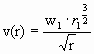 v(r) = w₁ · r₁^(3/2) / √r